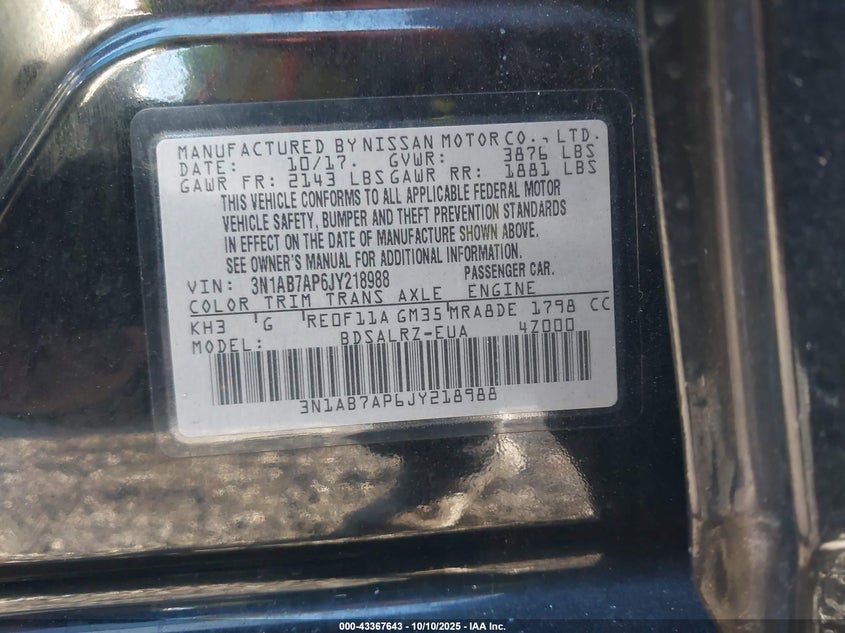 MANUFACTURED BY NISSAN MOTOR CO., LTD.
DATE: 10/17. GVWR: 3876 LBS
GAWR FR: 2143 LBS GAWR RR: 1881 LBS
THIS VEHICLE CONFORMS TO ALL APPLICABLE FEDERAL MOTOR
VEHICLE SAFETY, BUMPER AND THEFT PREVENTION STANDARDS
IN EFFECT ON THE DATE OF MANUFACTURE SHOWN ABOVE.
SEE OWNER'S MANUAL FOR ADDITIONAL INFORMATION.
VIN: 3N1AB7AP6JY218988 PASSENGER CAR.
COLOR TRIM TRANS AXLE ENGINE
KH3 G RE0F11A GM35 MRA8DE 1798 CC
MODEL: BDSALRZ-EUA 4Z000
3N1AB7AP6JY218988
000-43367643 - 10/10/2025 - IAA Inc.